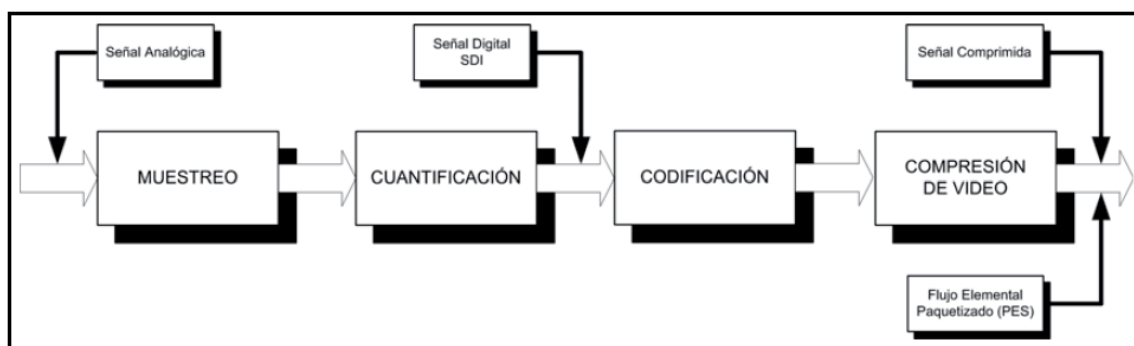 Señal Analógica
Señal Digital
SDI
Señal Comprimida
MUESTREO
CUANTIFICACIÓN
CODIFICACIÓN
COMPRESIÓN
DE VIDEO
Flujo Elemental
Paquetizado (PES)